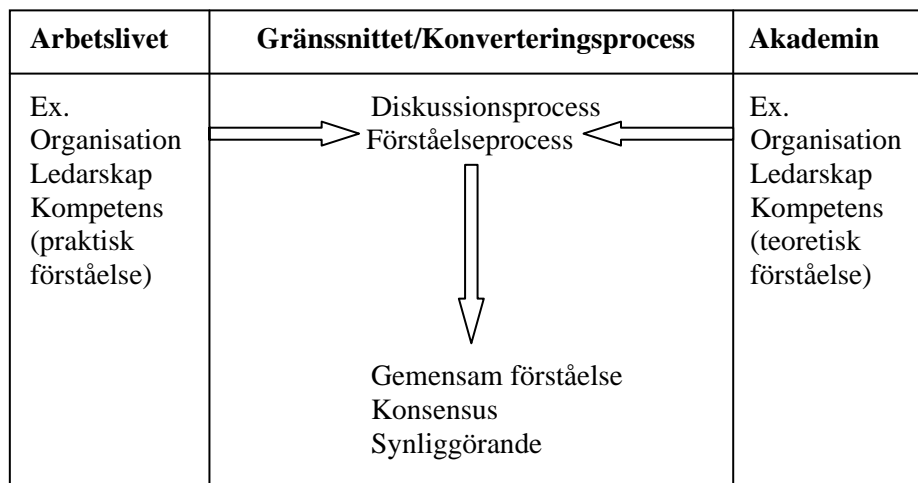 Arbetslivet
Gränssnittet/Konverteringsprocess
Akademin
Ex.
Organisation
Ledarskap
Kompetens
(praktisk
förståelse)
Diskussionsprocess
Förståelseprocess
Gemensam förståelse
Konsensus
Synliggörande
Ex.
Organisation
Ledarskap
Kompetens
(teoretisk
förståelse)